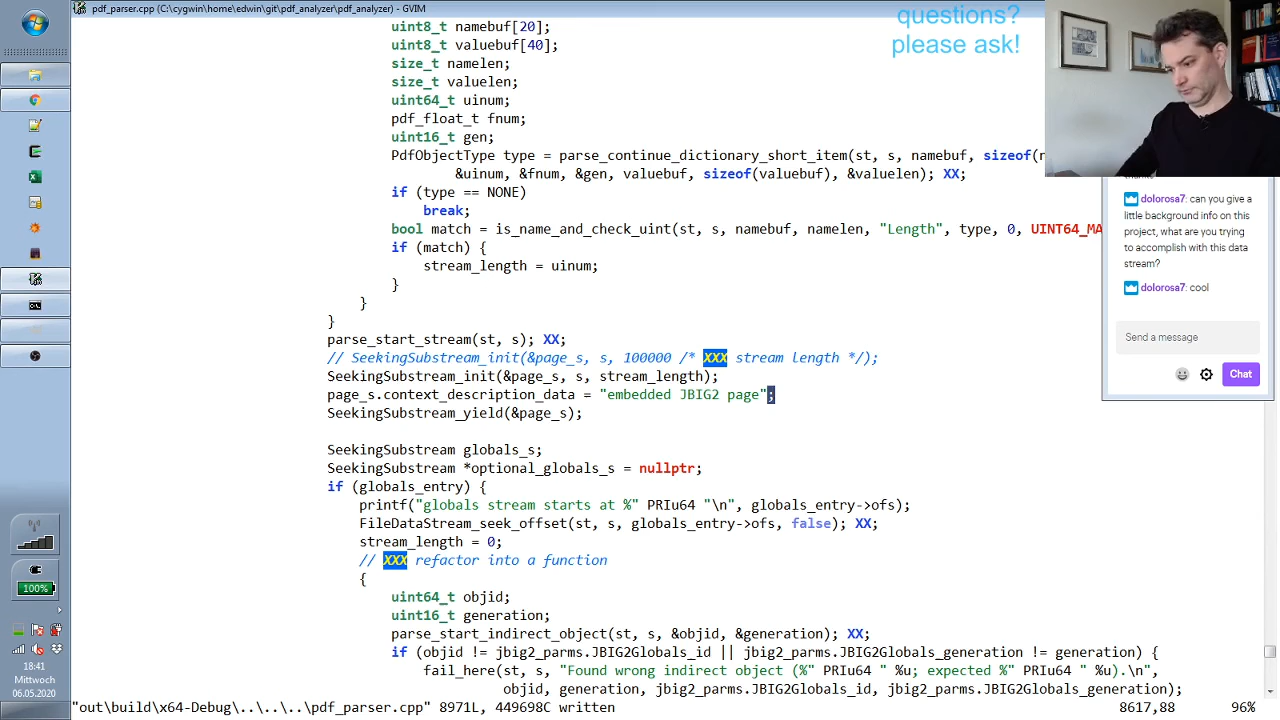 pdf_parser.cpp (C:\cygwin\home\edwin\git\pdf_analyzer\pdf_analyzer) - GVIM
uint8_t namebuf[20];
uint8_t valuebuf[40];
size_t namelen;
size_t valuelen;
uint64_t uinum;
pdf_float_t fnum;
uint16_t gen;
PdfObjectType type = parse_continue_dictionary_short_item(st, s, namebuf, sizeof(n
&uinum, &fnum, &gen, valuebuf, sizeof(valuebuf), &valuelen); XX;
if (type == NONE)
break;
bool match = is_name_and_check_uint(st, s, namebuf, namelen, "Length", type, 0, UINT64_MA
if (match) {
stream_length = uinum;
}
}
}
parse_start_stream(st, s); XX;
// SeekingSubstream_init(&page_s, s, 100000 /* XXX stream length */);
SeekingSubstream_init(&page_s, s, stream_length);
page_s.context_description_data = "embedded JBIG2 page";
SeekingSubstream_yield(&page_s);
SeekingSubstream globals_s;
SeekingSubstream *optional_globals_s = nullptr;
if (globals_entry) {
printf("globals stream starts at %" PRIu64 "\n", globals_entry->ofs);
FileDataStream_seek_offset(st, s, globals_entry->ofs, false); XX;
stream_length = 0;
// XXX refactor into a function
{
uint64_t objid;
uint16_t generation;
parse_start_indirect_object(st, s, &objid, &generation); XX;
if (objid != jbig2_parms.JBIG2Globals_id || jbig2_parms.JBIG2Globals_generation != generation) {
fail_here(st, s, "Found wrong indirect object (%" PRIu64 " %u; expected %" PRIu64 " %u).\n",
objid, generation, jbig2_parms.JBIG2Globals_id, jbig2_parms.JBIG2Globals_generation);
"out\build\x64-Debug\..\..\..\pdf_parser.cpp" 8971L, 449698C written
8617,88
96%
questions?
please ask!
dolorosa7: can you give a
little background info on this
project, what are you trying
to accomplish with this data
stream?
dolorosa7: cool
Send a message
Chat
100%
18:41
Mittwoch
06.05.2020